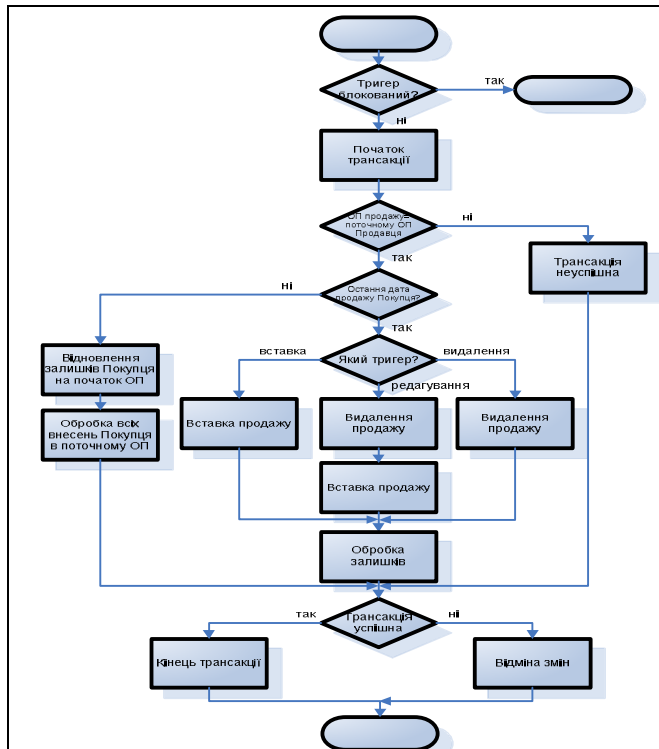 Тригер
блокований?
так
ні
Початок
трансакції
ОП продажу=
поточному ОП
Продавця
ні
так
Трансакція
неуспішна
Остання дата
продажу Покупця?
ні
так
Відновлення
залишків Покупця
на початок ОП
вставка
Який тригер?
видалення
редагування
Обробка всіх
внесень Покупця
в поточному ОП
Вставка продажу
Видалення
продажу
Видалення
продажу
Вставка продажу
Обробка
залишків
так
Трансакція
успішна
ні
Кінець трансакції
Відміна змін